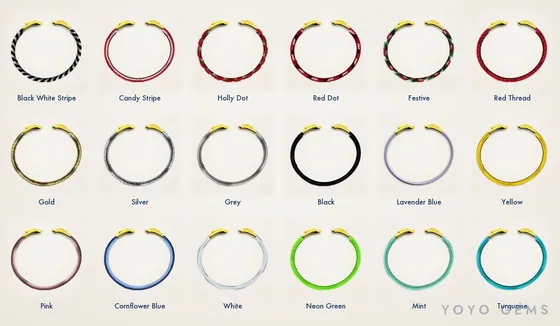 Black White Stripe
Candy Stripe
Holly Dot
Red Dot
Festive
Red Thread
Gold
Silver
Grey
Black
Lavender Blue
Yellow
Pink
Cornflower Blue
White
Neon Green
Mint
Turquoise
YOYO GEMS